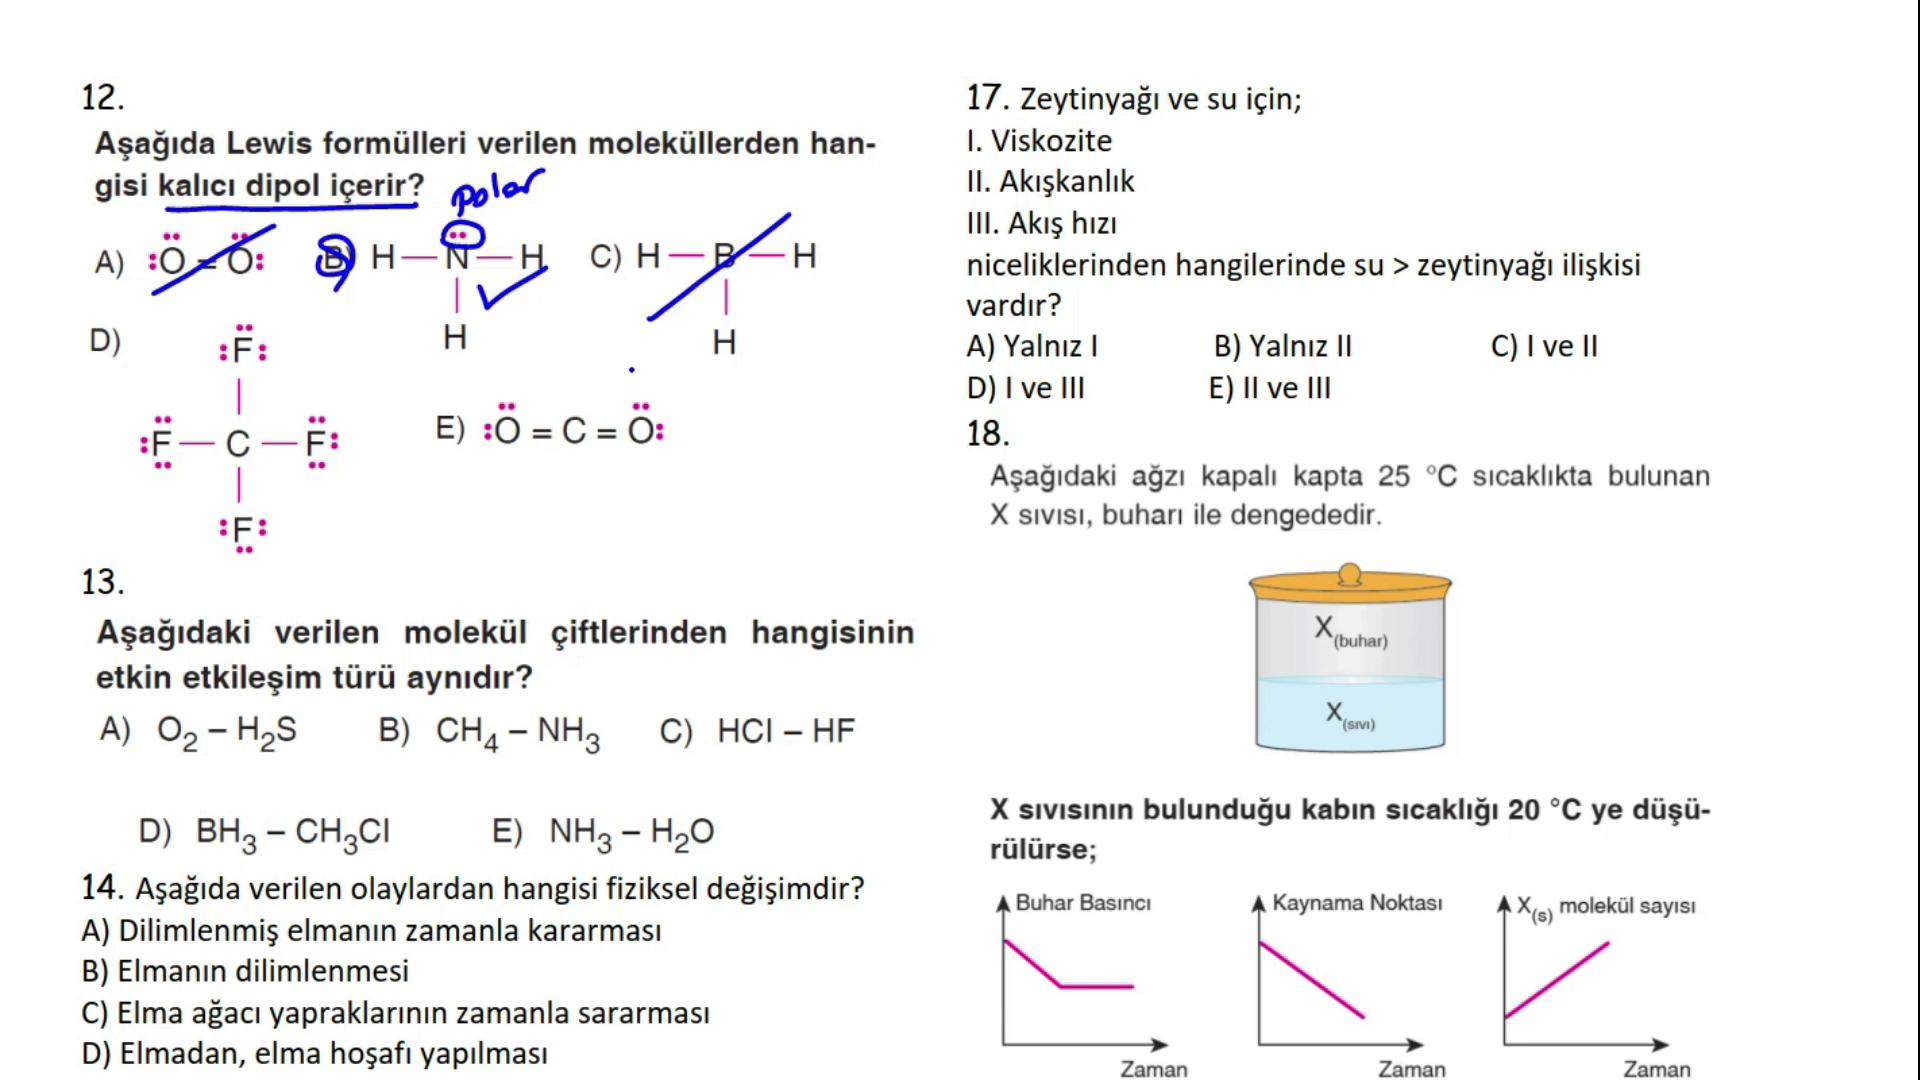 12.
Aşağıda Lewis formülleri verilen moleküllerden han-
gisi kalıcı dipol içerir?
polar
A) :Ö = Ö:
B) H — N̈ — H
H
C) H — B — H
H
D)
:F̈:
:F̈ — C — F̈:
:F̤:
E) :Ö = C = Ö:
13.
Aşağıdaki verilen molekül çiftlerinden hangisinin
etkin etkileşim türü aynıdır?
A) O₂ – H₂S B) CH₄ – NH₃ C) HCl – HF
D) BH₃ – CH₃Cl E) NH₃ – H₂O
14. Aşağıda verilen olaylardan hangisi fiziksel değişimdir?
A) Dilimlenmiş elmanın zamanla kararması
B) Elmanın dilimlenmesi
C) Elma ağacı yapraklarının zamanla sararması
D) Elmadan, elma hoşafı yapılması
17. Zeytinyağı ve su için;
I. Viskozite
II. Akışkanlık
III. Akış hızı
niceliklerinden hangilerinde su > zeytinyağı ilişkisi
vardır?
A) Yalnız I B) Yalnız II C) I ve II
D) I ve III E) II ve III
18.
Aşağıdaki ağzı kapalı kapta 25 °C sıcaklıkta bulunan
X sıvısı, buharı ile dengededir.
X(buhar)
X(sıvı)
X sıvısının bulunduğu kabın sıcaklığı 20 °C ye düşü-
rülürse;
Buhar Basıncı
Zaman
Kaynama Noktası
Zaman
X(s) molekül sayısı
Zaman